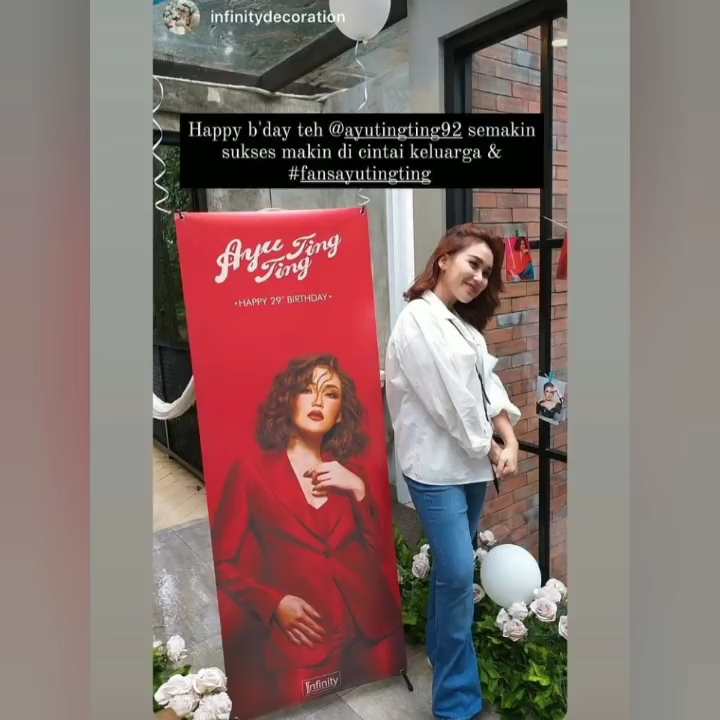 infinitydecoration
Happy b'day teh @ayutingting92 semakin
sukses makin di cintai keluarga &
#fansayutingting
Ayu Ting
Ting
•HAPPY 29th BIRTHDAY•
Infinity